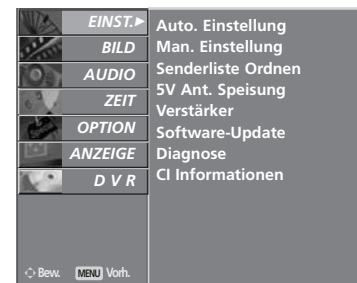 EINST.►
BILD
AUDIO
ZEIT
OPTION
ANZEIGE
D V R
Auto. Einstellung
Man. Einstellung
Senderliste Ordnen
5V Ant. Speisung
Verstärker
Software-Update
Diagnose
CI Informationen
Bew. MENU Vorh.